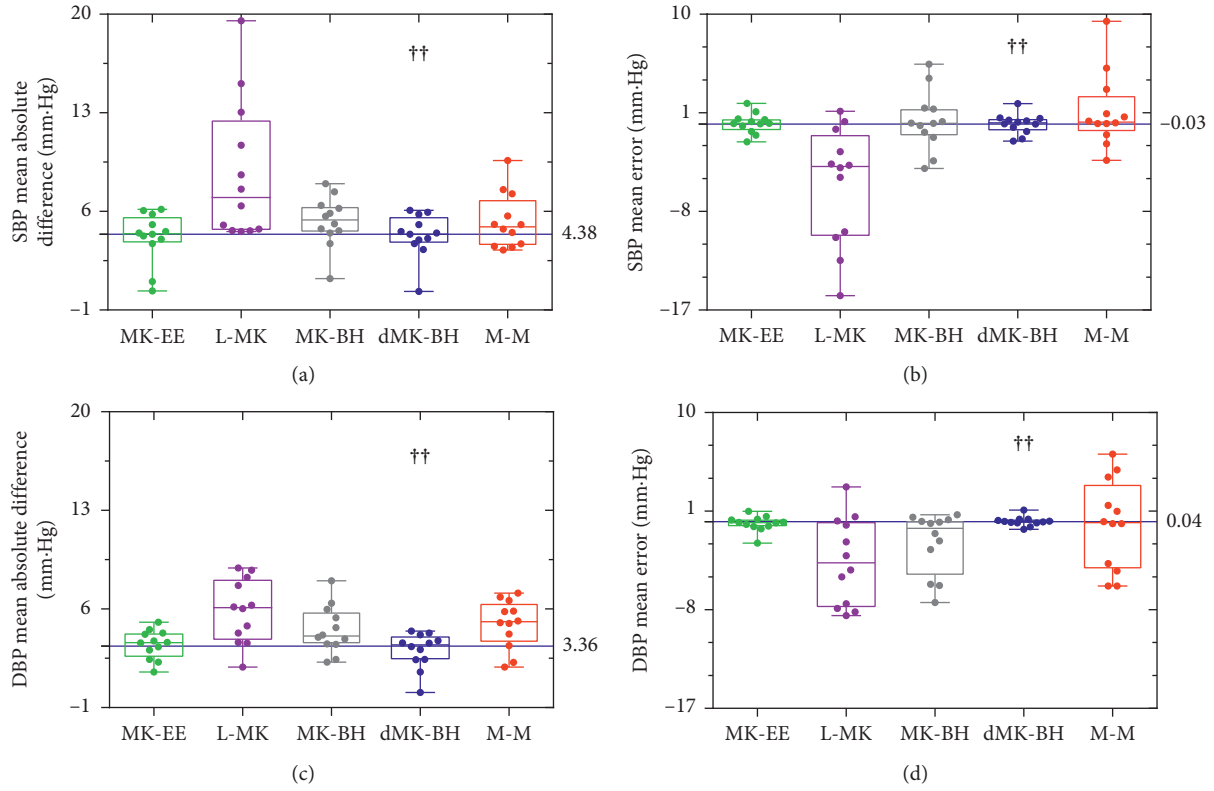 20
13
6
−1
SBP mean absolute
difference (mm·Hg)
††
4.38
MK-EE L-MK MK-BH dMK-BH M-M
(a)
10
1
−8
−17
SBP mean error (mm·Hg)
††
−0.03
MK-EE L-MK MK-BH dMK-BH M-M
(b)
20
13
6
−1
DBP mean absolute difference
(mm·Hg)
††
3.36
MK-EE L-MK MK-BH dMK-BH M-M
(c)
10
1
−8
−17
DBP mean error (mm·Hg)
††
0.04
MK-EE L-MK MK-BH dMK-BH M-M
(d)